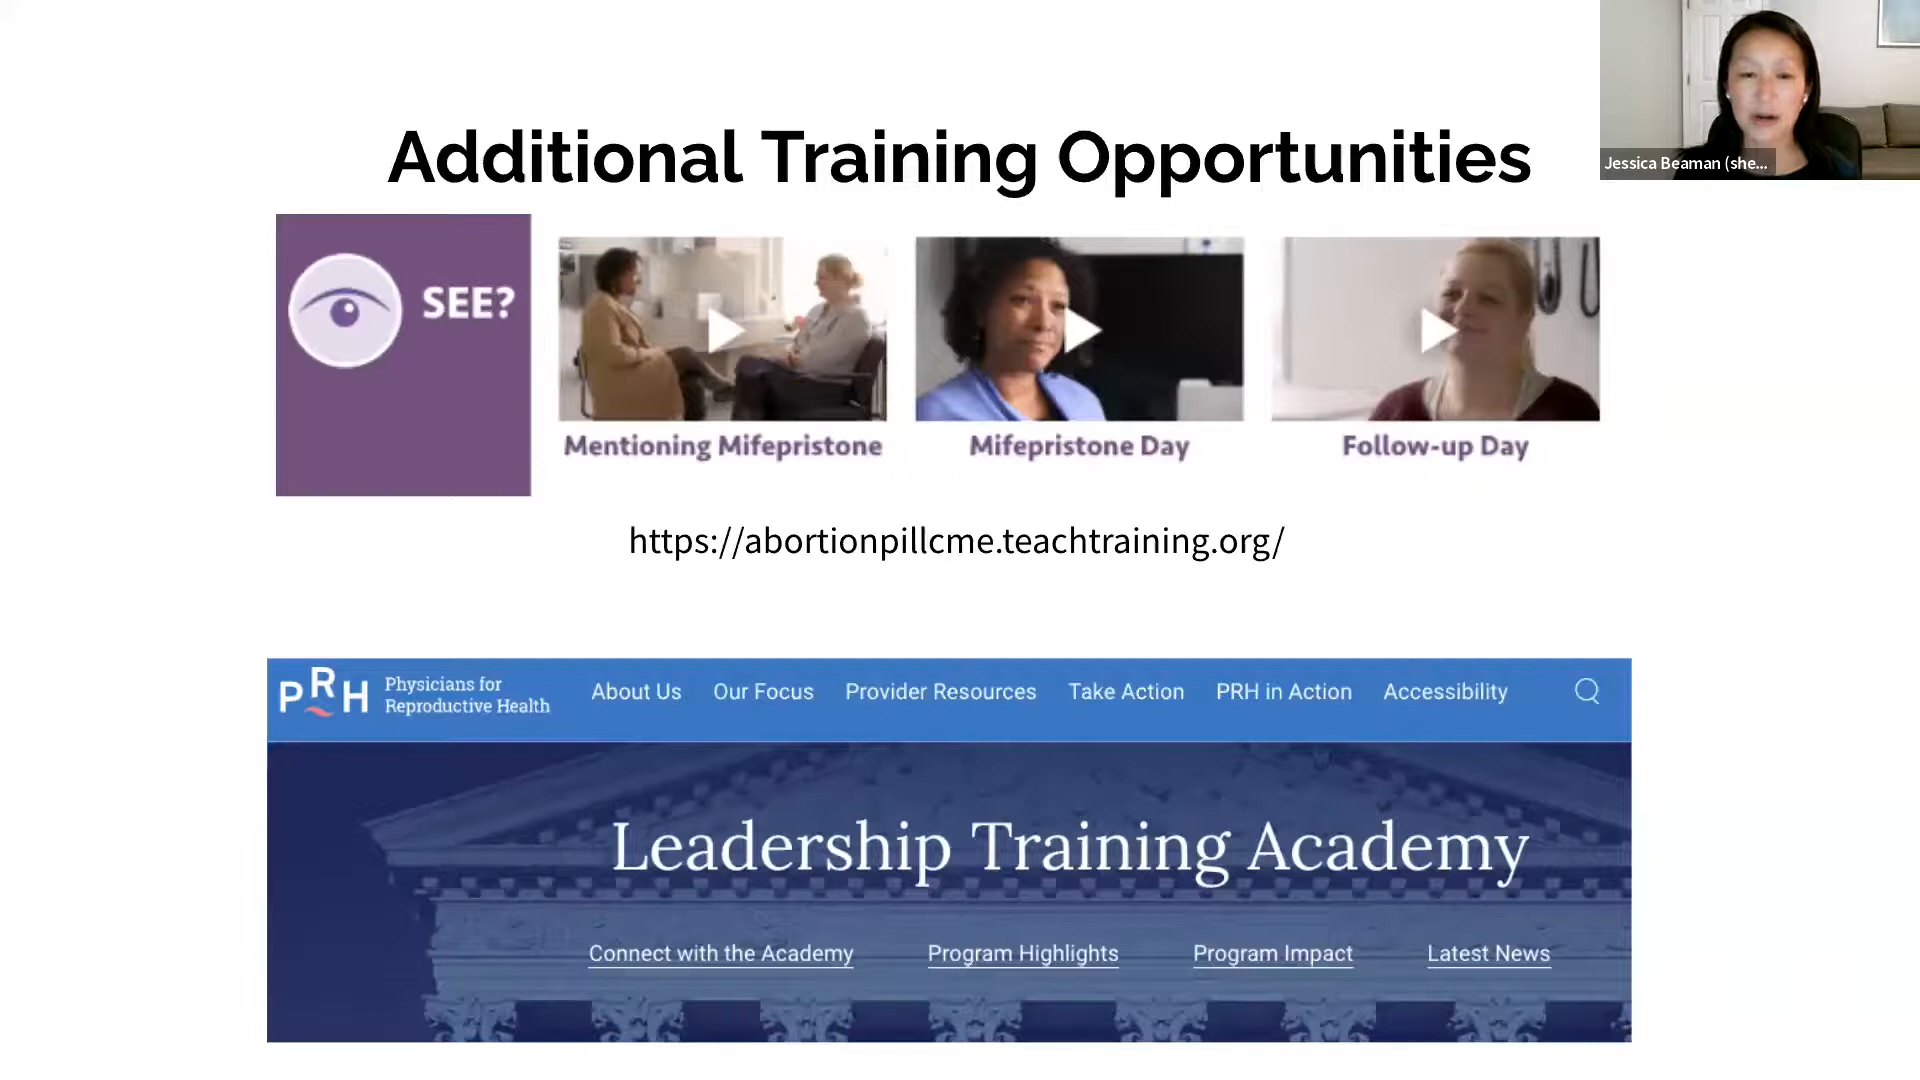 Additional Training Opportunities
Jessica Beaman (she...
SEE?
Mentioning Mifepristone
Mifepristone Day
Follow-up Day
https://abortionpillcme.teachtraining.org/
PRH
Physicians for
Reproductive Health
About Us
Our Focus
Provider Resources
Take Action
PRH in Action
Accessibility
Leadership Training Academy
Connect with the Academy
Program Highlights
Program Impact
Latest News